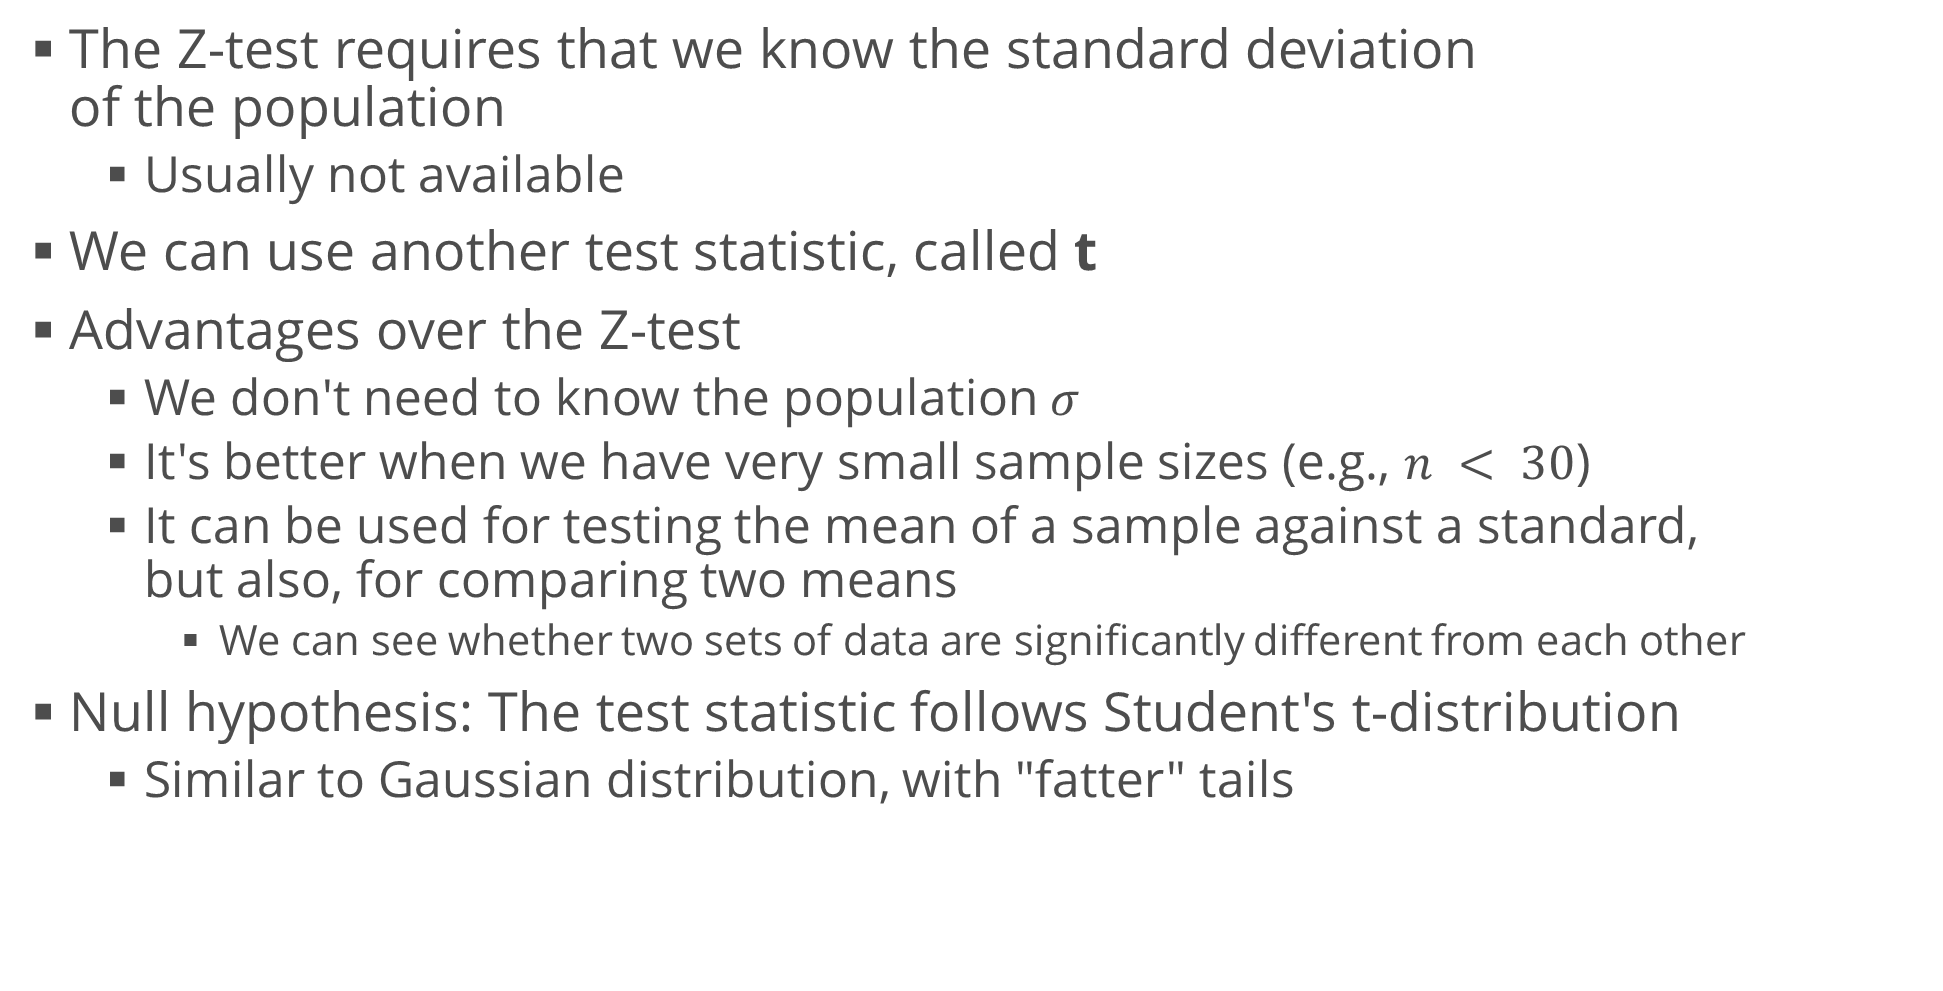 ▪ The Z-test requires that we know the standard deviation
of the population
▪ Usually not available
▪ We can use another test statistic, called t
▪ Advantages over the Z-test
▪ We don't need to know the population σ
▪ It's better when we have very small sample sizes (e.g., n < 30)
▪ It can be used for testing the mean of a sample against a standard,
but also, for comparing two means
▪ We can see whether two sets of data are significantly different from each other
▪ Null hypothesis: The test statistic follows Student's t-distribution
▪ Similar to Gaussian distribution, with "fatter" tails